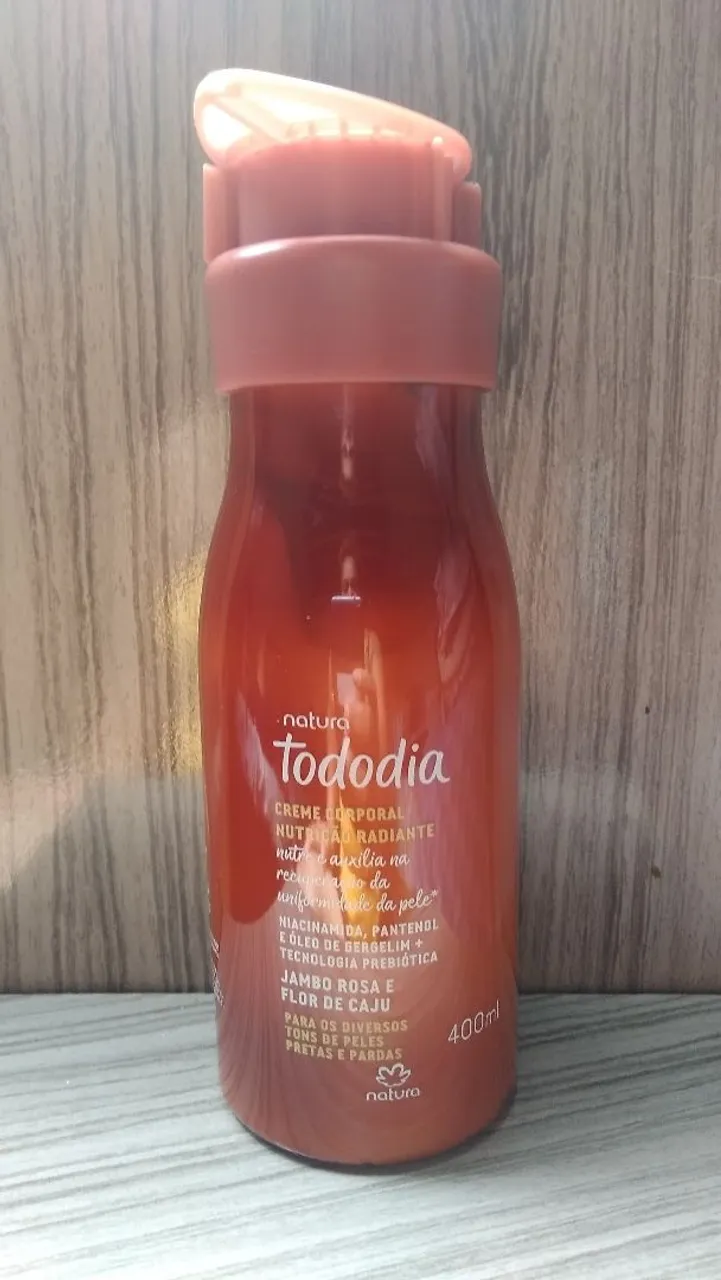 natura
tododia
CREME CORPORAL
NUTRIÇÃO RADIANTE
nutre e auxilia na
recuperação da
uniformidade da pele*
NIACINAMIDA, PANTENOL
E ÓLEO DE GERGELIM +
TECNOLOGIA PREBIÓTICA
JAMBO ROSA E
FLOR DE CAJU
PARA OS DIVERSOS
TONS DE PELES
PRETAS E PARDAS
400ml
natura